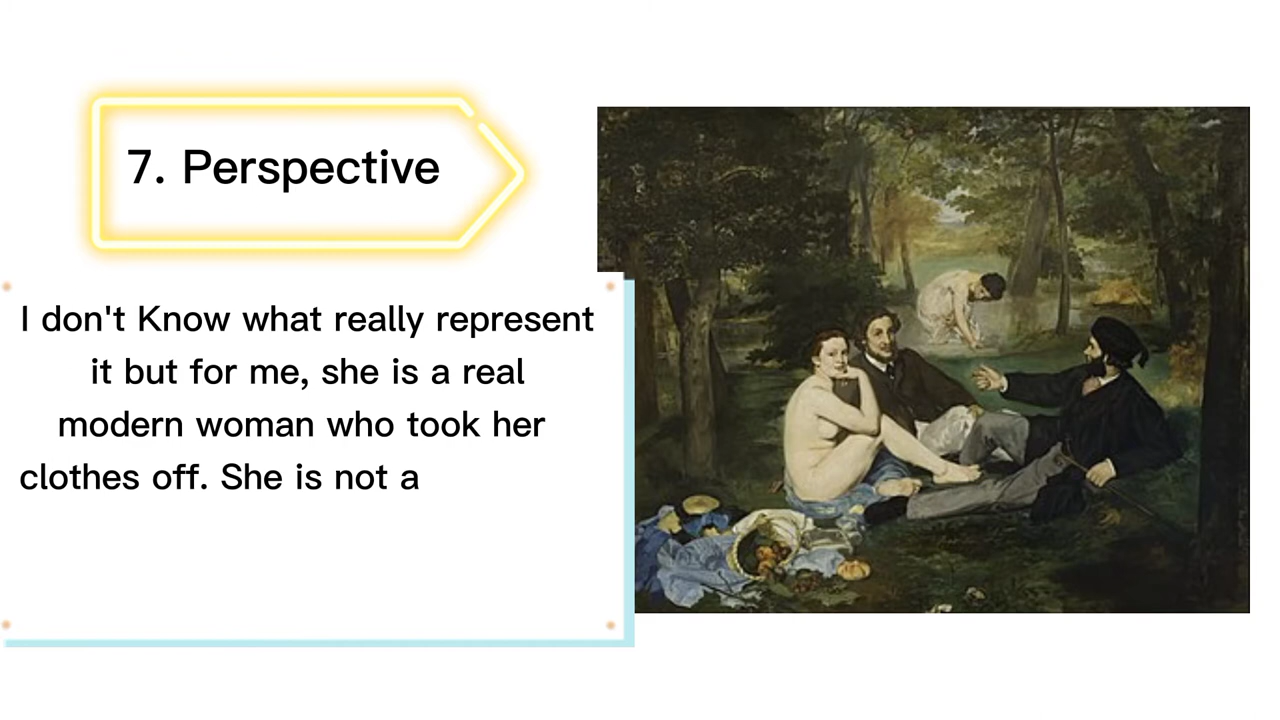 7. Perspective
I don't Know what really represent
it but for me, she is a real
modern woman who took her
clothes off. She is not a